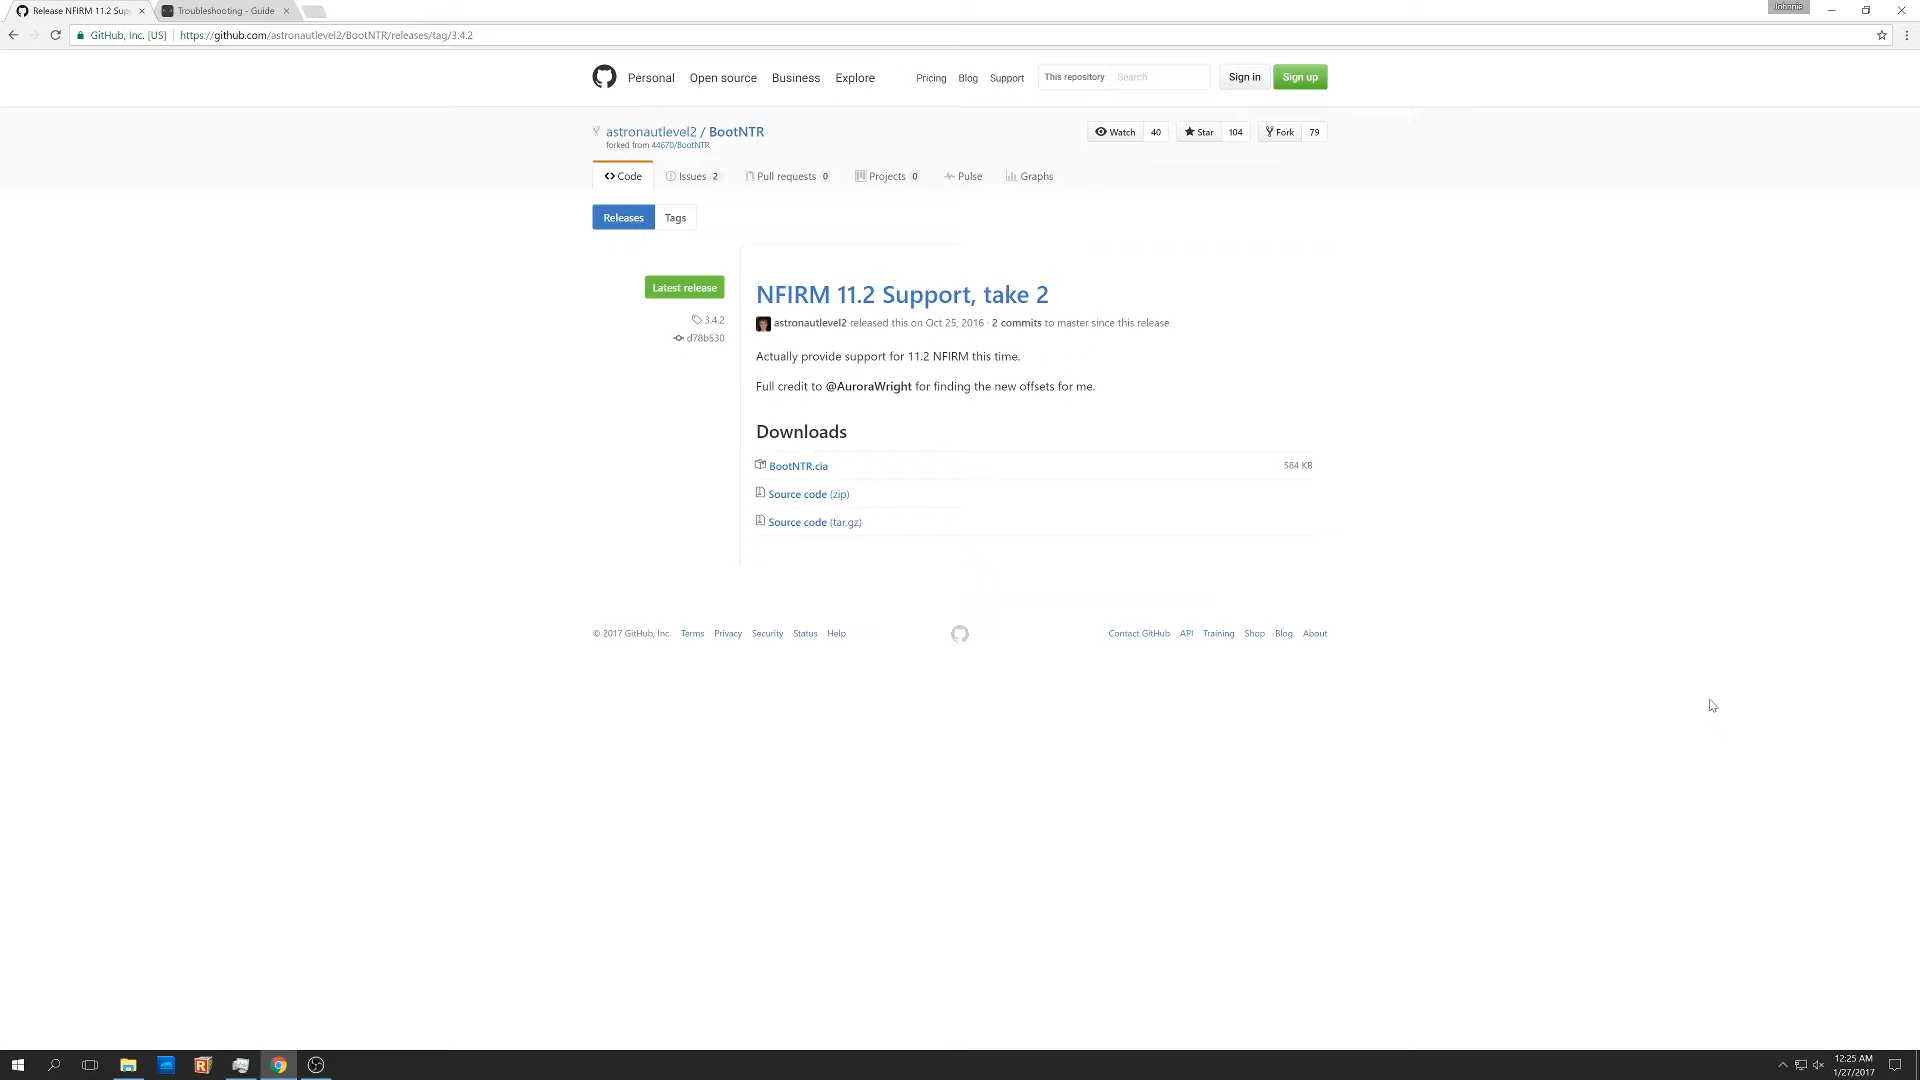 Release NFIRM 11.2 Sup
Troubleshooting - Guide
Johnnie
GitHub, Inc. [US]
https://github.com/astronautlevel2/BootNTR/releases/tag/3.4.2
Personal Open source Business Explore Pricing Blog Support This repository Search Sign in Sign up
astronautlevel2 / BootNTR
Watch 40 Star 104 Fork 79
forked from 44670/BootNTR
Code Issues 2 Pull requests 0 Projects 0 Pulse Graphs
Releases Tags
Latest release
3.4.2
d78b530
NFIRM 11.2 Support, take 2
astronautlevel2 released this on Oct 25, 2016 · 2 commits to master since this release
Actually provide support for 11.2 NFIRM this time.
Full credit to @AuroraWright for finding the new offsets for me.
Downloads
BootNTR.cia 584 KB
Source code (zip)
Source code (tar.gz)
© 2017 GitHub, Inc. Terms Privacy Security Status Help Contact GitHub API Training Shop Blog About
12:25 AM
1/27/2017